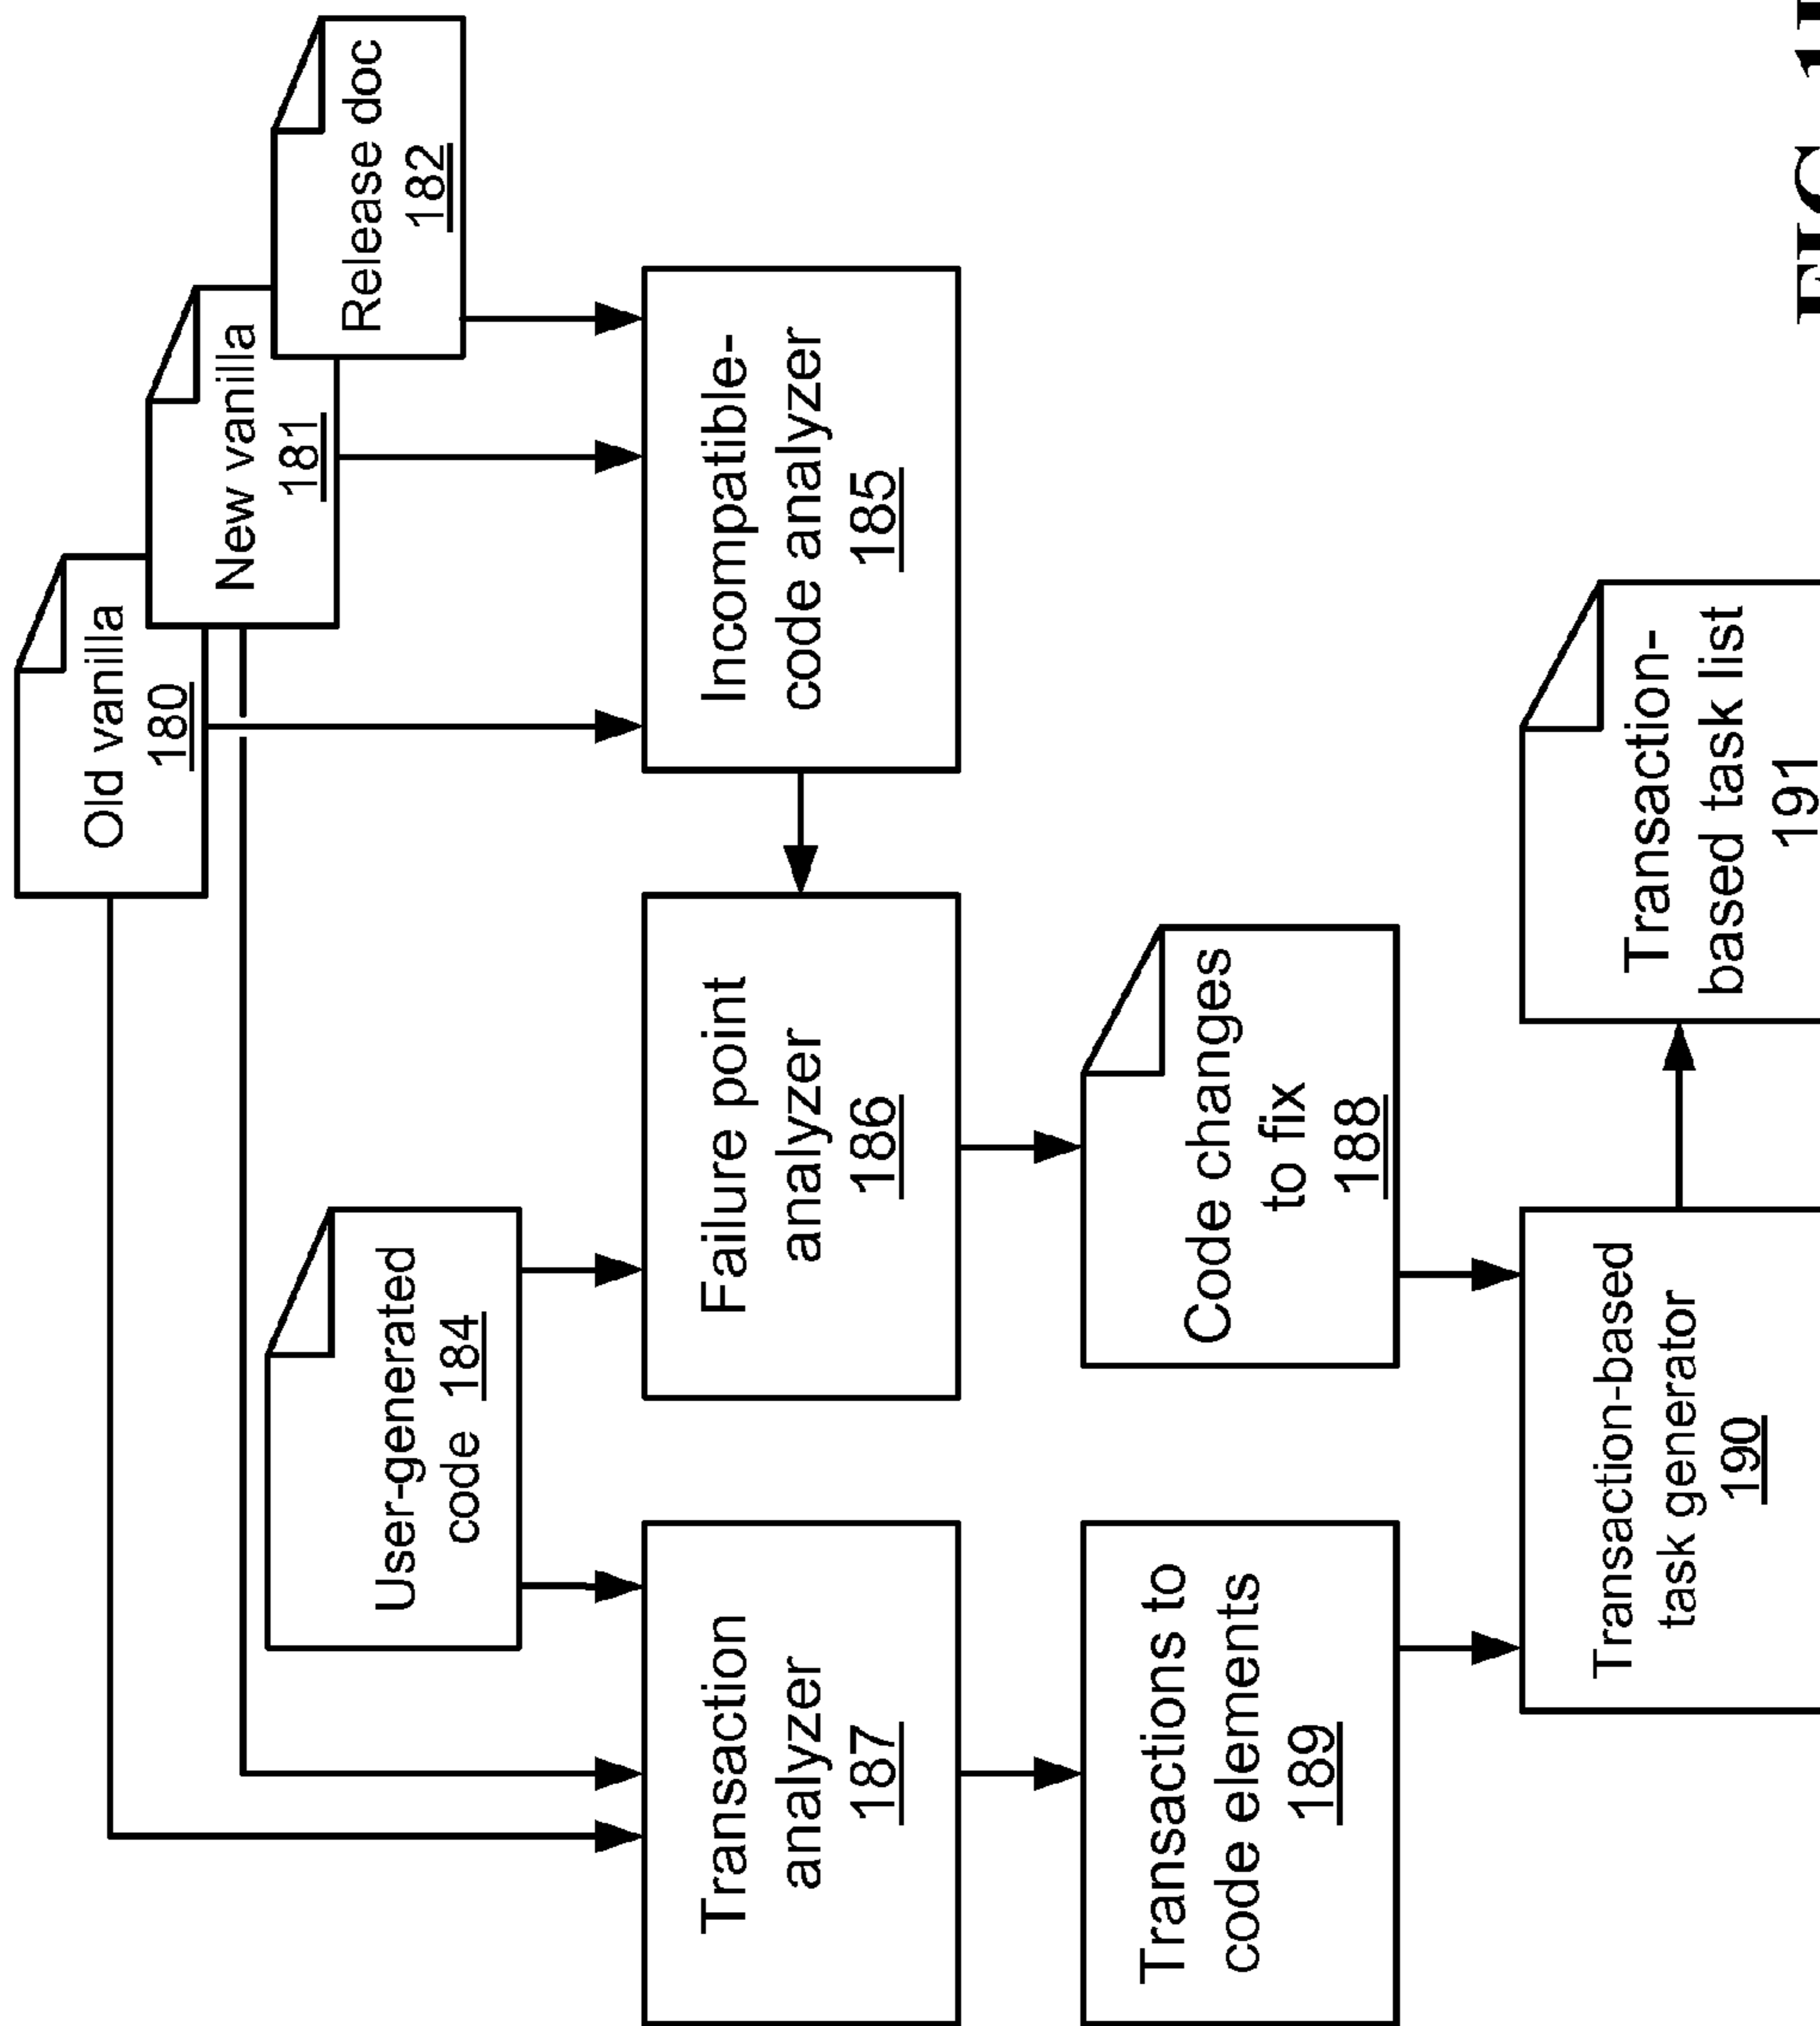 Old vanilla
180
New vanilla
181
Release doc
182
User-generated
code 184
Transaction
analyzer
187
Failure point
analyzer
186
Incompatible-
code analyzer
185
Transactions to
code elements
189
Code changes
to fix
188
Transaction-based
task generator
190
Transaction-
based task list
191
FIG